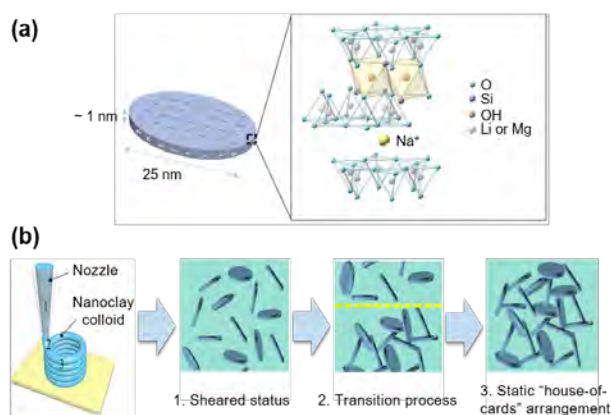 (a)
~ 1 nm
25 nm
O
Si
OH
Li or Mg
Na⁺
(b)
Nozzle
Nanoclay
colloid
1
2
3
1. Sheared status
2. Transition process
3. Static "house-of-
cards" arrangement